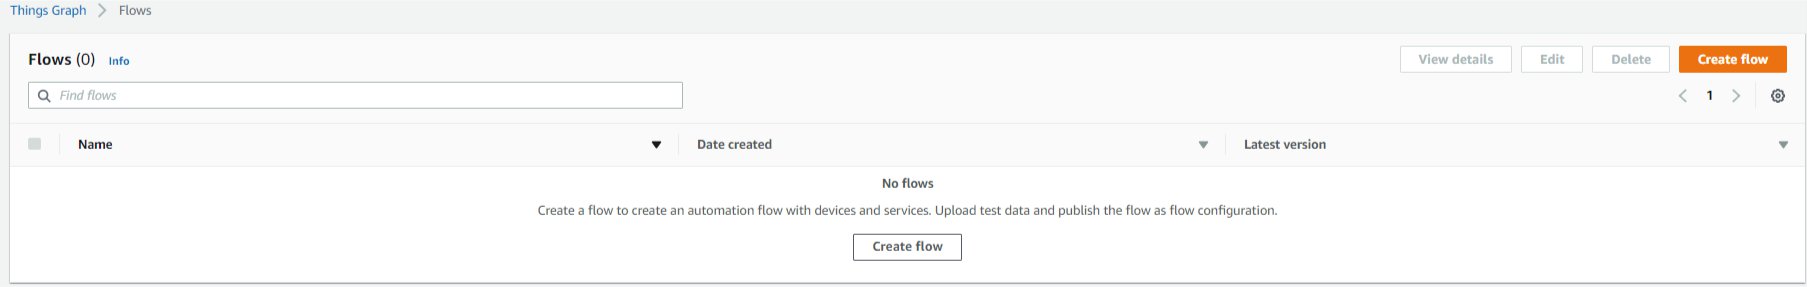 Things Graph > Flows
Flows (0) Info View details Edit Delete Create flow
Find flows 1
Name Date created Latest version
No flows
Create a flow to create an automation flow with devices and services. Upload test data and publish the flow as flow configuration.
Create flow